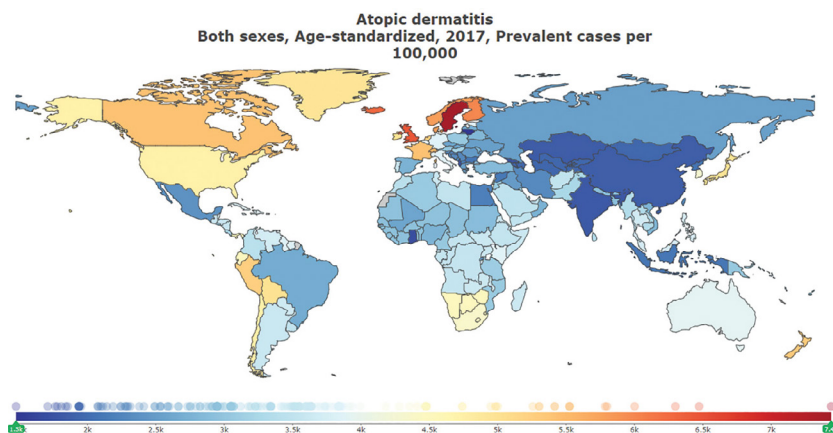 Atopic dermatitis
Both sexes, Age-standardized, 2017, Prevalent cases per
100,000
2k 2.5k 3k 3.5k 4k 4.5k 5k 5.5k 6k 6.5k 7k